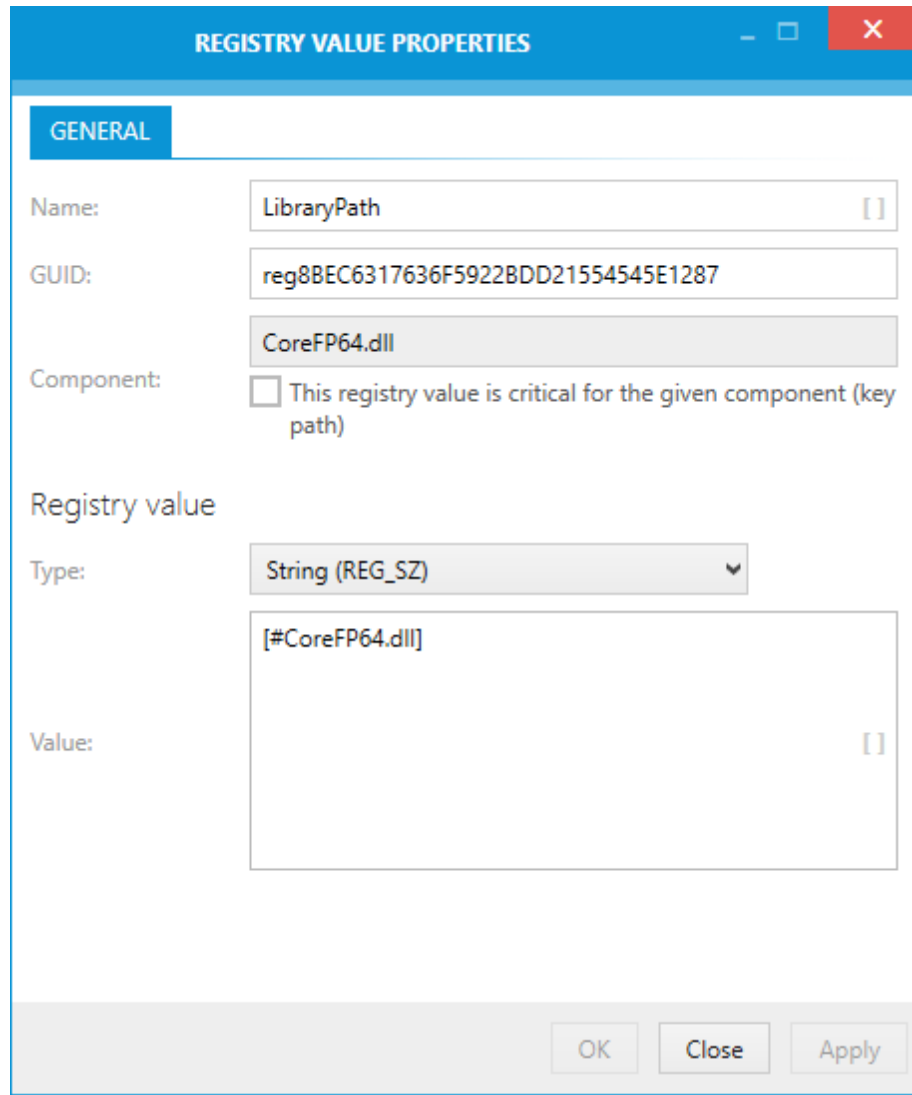 REGISTRY VALUE PROPERTIES
GENERAL
Name:
LibraryPath
[ ]
GUID:
reg8BEC6317636F5922BDD21554545E1287
Component:
CoreFP64.dll
This registry value is critical for the given component (key
path)
Registry value
Type:
String (REG_SZ)
Value:
[#CoreFP64.dll]
[ ]
OK
Close
Apply